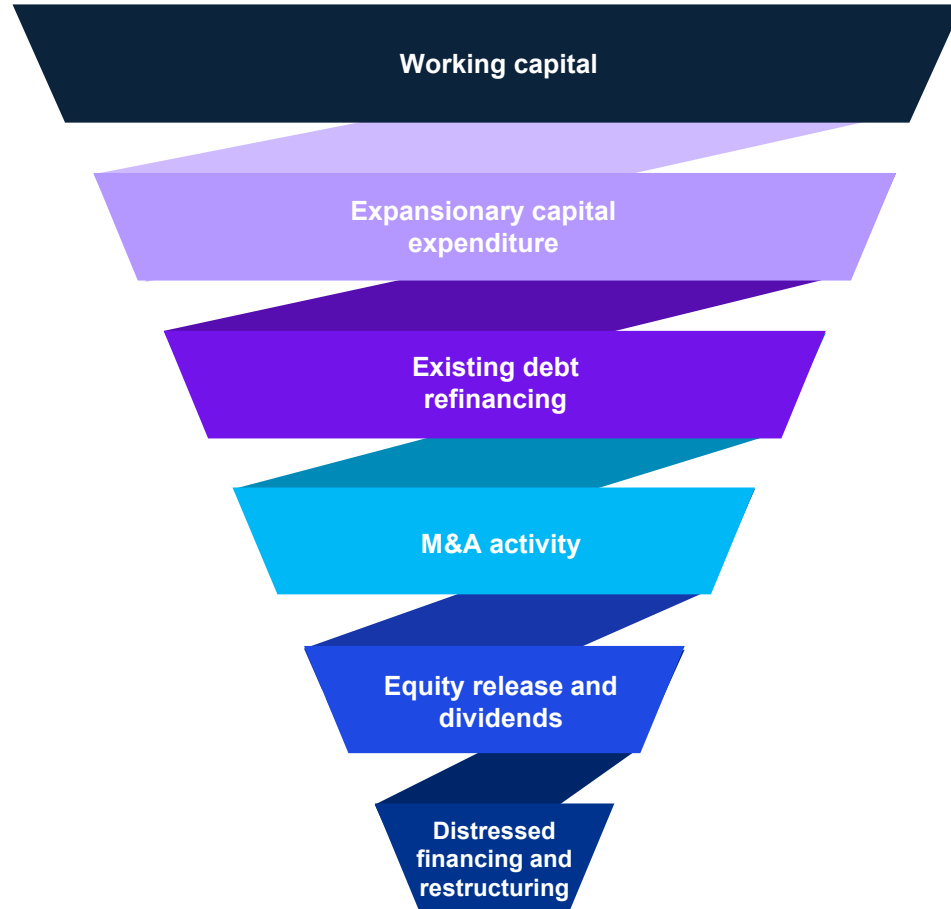 Working capital
Expansionary capital
expenditure
Existing debt
refinancing
M&A activity
Equity release and
dividends
Distressed
financing and
restructuring